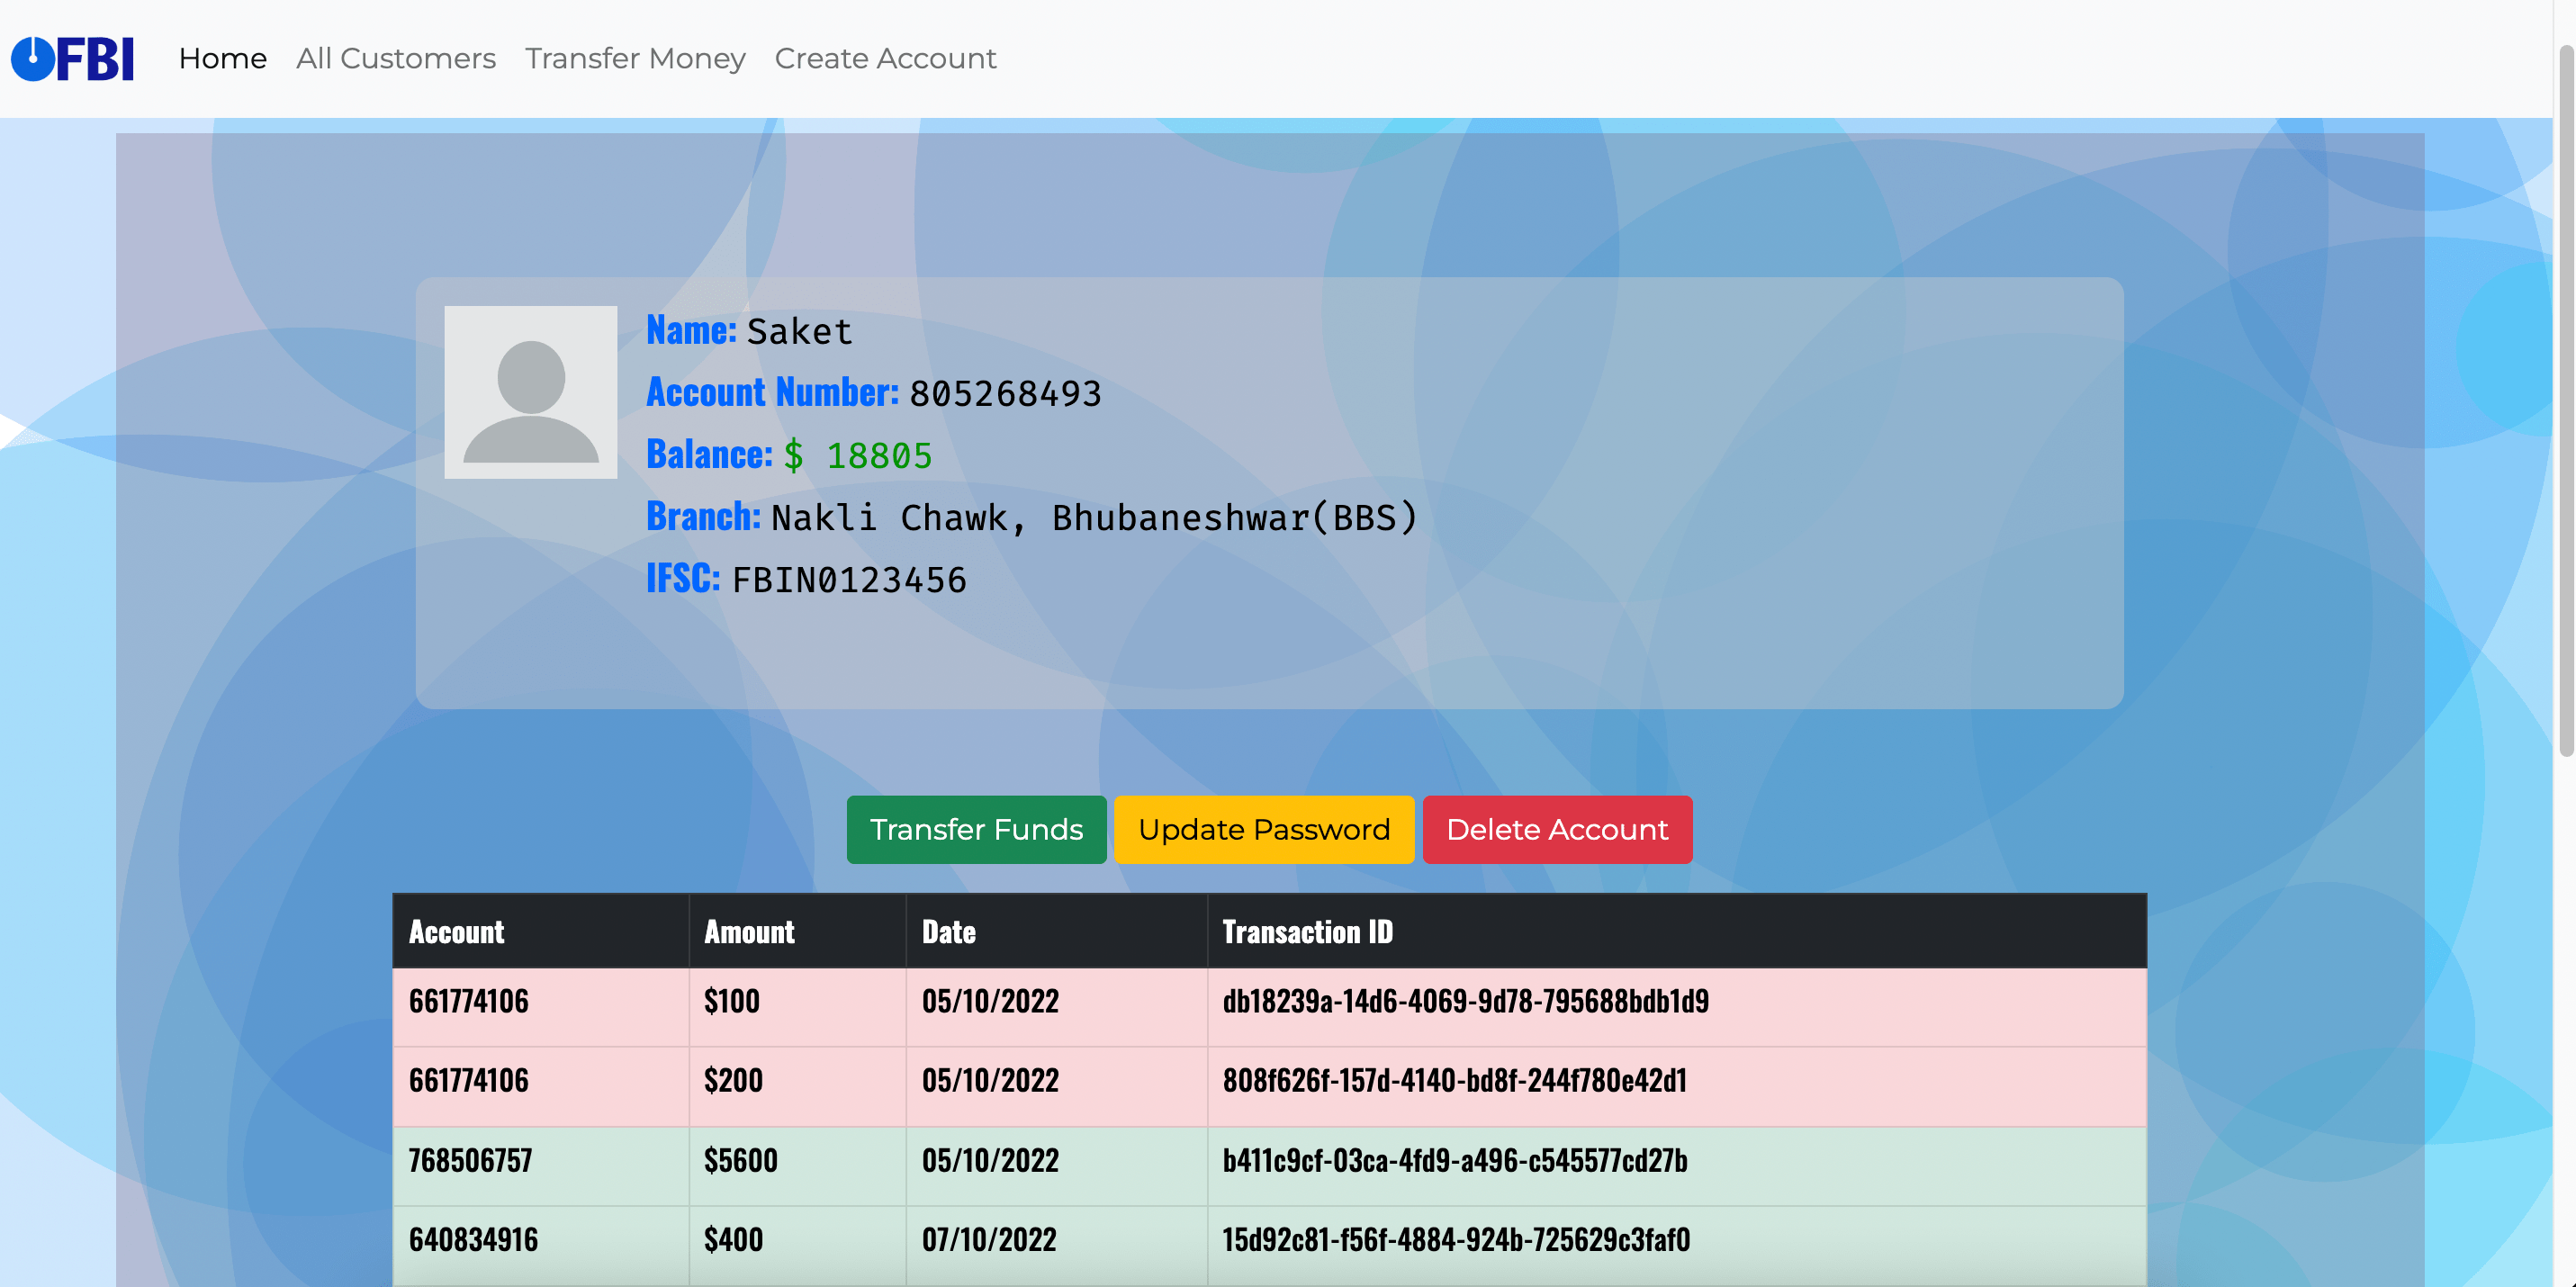 FBI Home All Customers Transfer Money Create Account
Name: Saket
Account Number: 805268493
Balance: $ 18805
Branch: Nakli Chawk, Bhubaneshwar(BBS)
IFSC: FBIN0123456
Transfer Funds Update Password Delete Account
Account Amount Date Transaction ID
661774106 $100 05/10/2022 db18239a-14d6-4069-9d78-795688bdb1d9
661774106 $200 05/10/2022 808f626f-157d-4140-bd8f-244f780e42d1
768506757 $5600 05/10/2022 b411c9cf-03ca-4fd9-a496-c545577cd27b
640834916 $400 07/10/2022 15d92c81-f56f-4884-924b-725629c3faf0